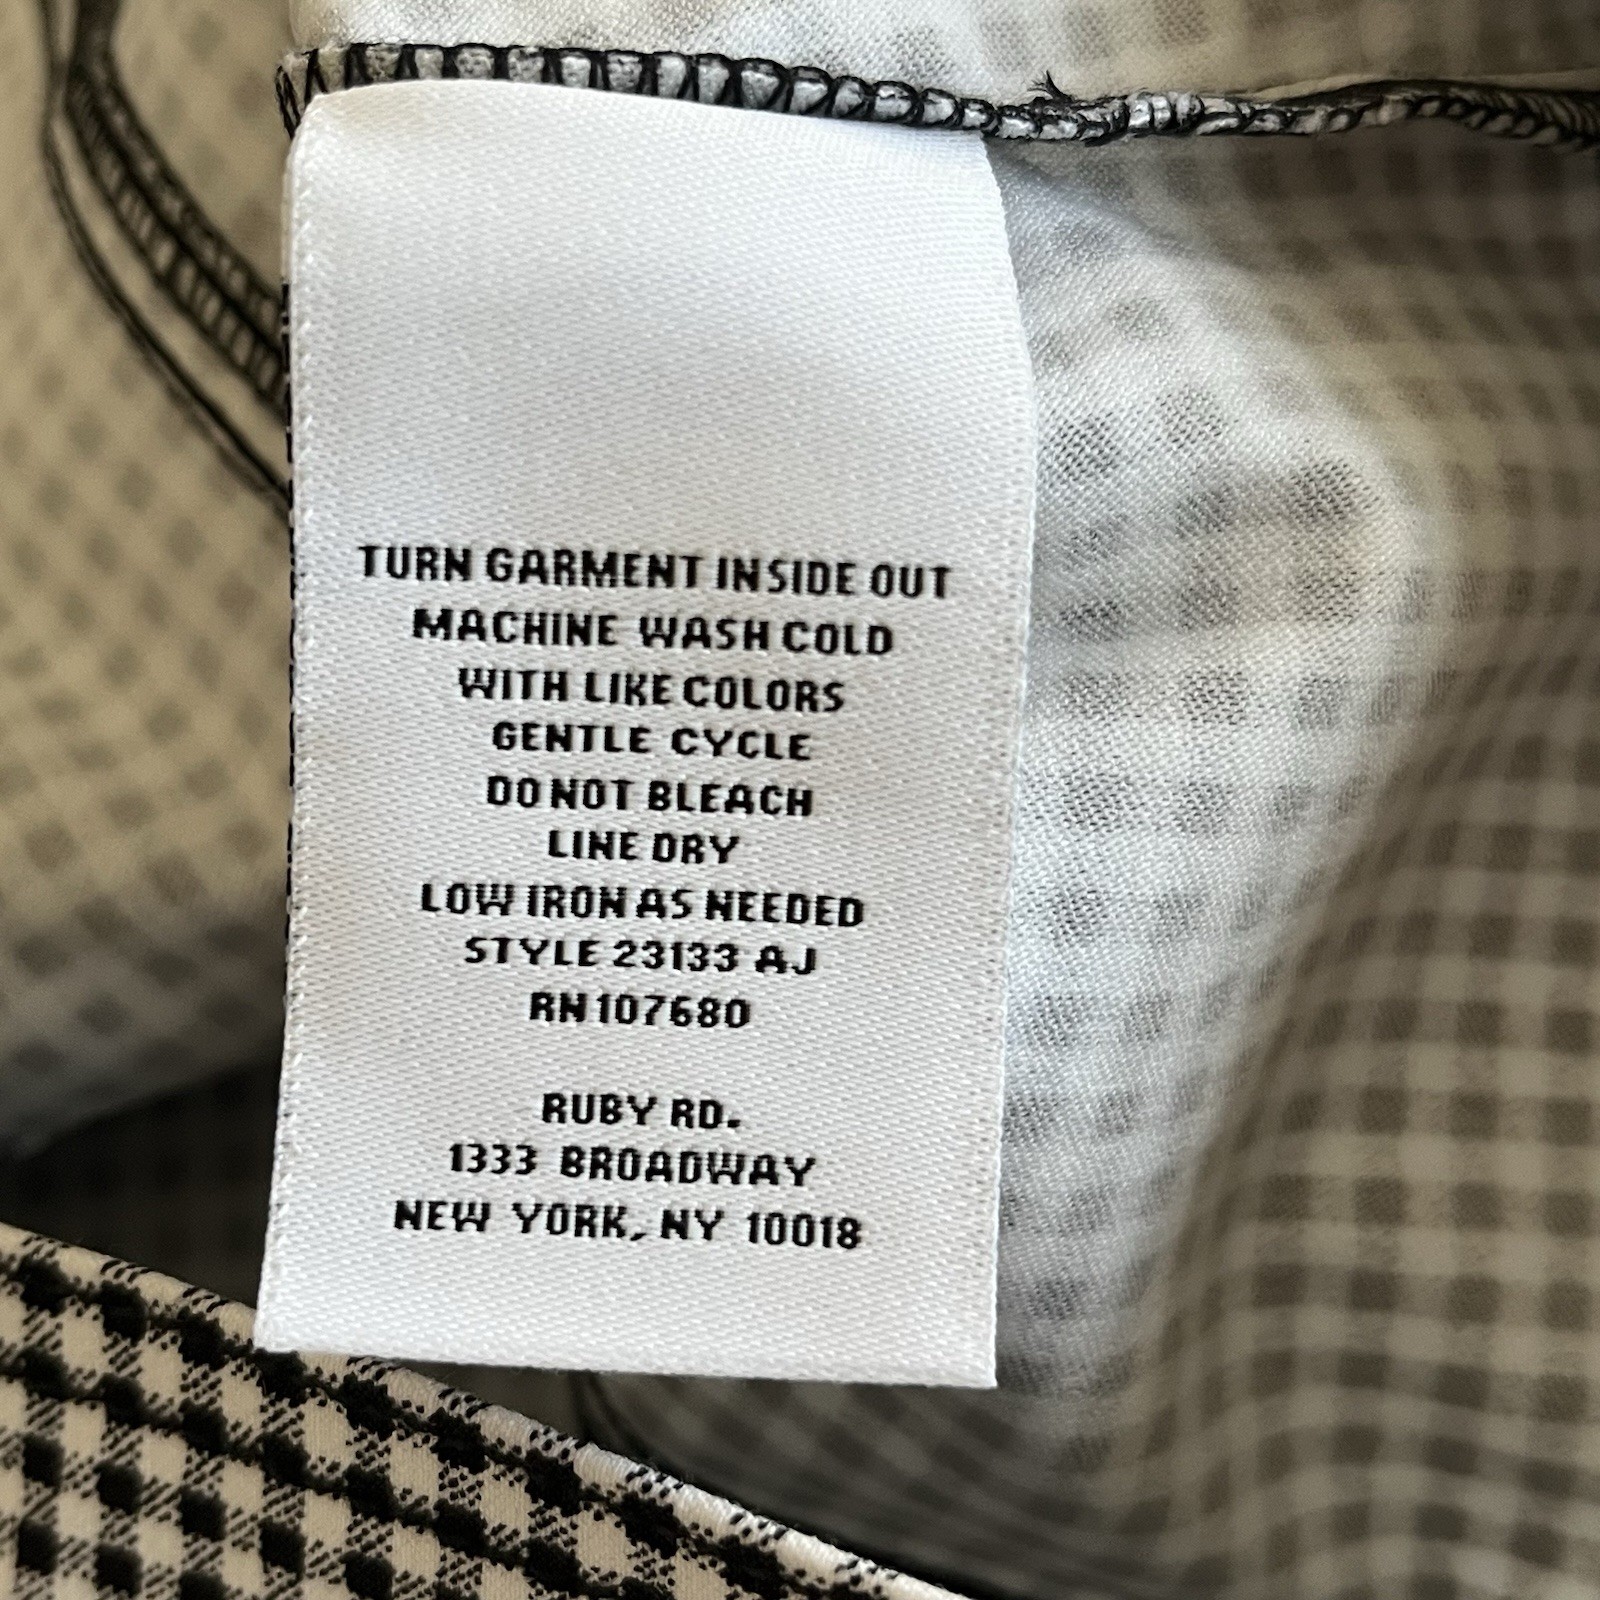 TURN GARMENT INSIDE OUT
MACHINE WASH COLD
WITH LIKE COLORS
GENTLE CYCLE
DO NOT BLEACH
LINE DRY
LOW IRON AS NEEDED
STYLE 23133 AJ
RN 107680
RUBY RD.
1333 BROADWAY
NEW YORK, NY 10018